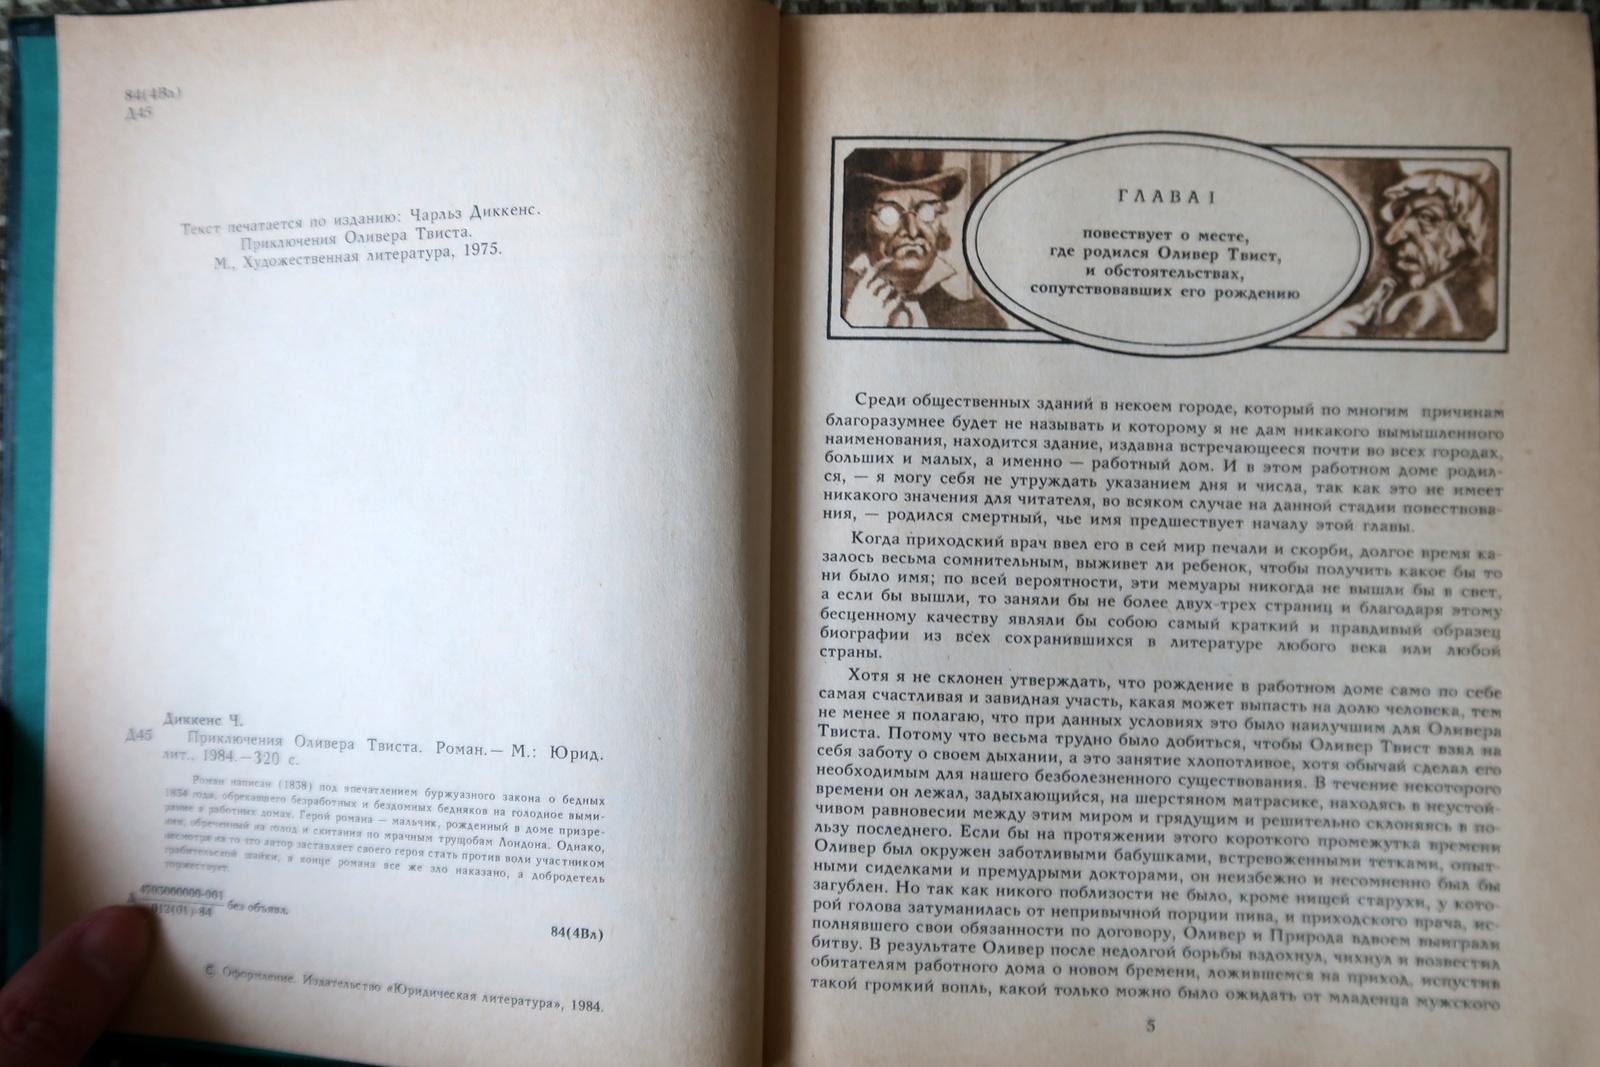 84(4Вл)
Д45
Текст печатается по изданию: Чарльз Диккенс.
Приключения Оливера Твиста.
М., Художественная литература, 1975.
Диккенс Ч.
Д45 Приключения Оливера Твиста. Роман.— М.: Юрид.
лит., 1984.—320 с.
Роман написан (1838) под впечатлением буржуазного закона о бедных
1834 года, обрекавшего безработных и бездомных бедняков на голодное выми-
рание в работных домах. Герой романа — мальчик, рожденный в доме призре-
ния, обреченный на голод и скитания по мрачным трущобам Лондона. Однако,
несмотря на то что автор заставляет своего героя стать против воли участником
грабительской шайки, в конце романа все же зло наказано, а добродетель
торжествует.
Д 4703000000-001
012(01)-84 без объявл.
84(4Вл)
© Оформление. Издательство «Юридическая литература», 1984.
ГЛАВА I
повествует о месте,
где родился Оливер Твист,
и обстоятельствах,
сопутствовавших его рождению
Среди общественных зданий в некоем городе, который по многим причинам
благоразумнее будет не называть и которому я не дам никакого вымышленного
наименования, находится здание, издавна встречающееся почти во всех городах,
больших и малых, а именно — работный дом. И в этом работном доме родил-
ся, — я могу себя не утруждать указанием дня и числа, так как это не имеет
никакого значения для читателя, во всяком случае на данной стадии повествова-
ния, — родился смертный, чье имя предшествует началу этой главы.
Когда приходский врач ввел его в сей мир печали и скорби, долгое время ка-
залось весьма сомнительным, выживет ли ребенок, чтобы получить какое бы то
ни было имя; по всей вероятности, эти мемуары никогда не вышли бы в свет,
а если бы вышли, то заняли бы не более двух-трех страниц и благодаря этому
бесценному качеству являли бы собою самый краткий и правдивый образец
биографии из всех сохранившихся в литературе любого века или любой
страны.
Хотя я не склонен утверждать, что рождение в работном доме само по себе
самая счастливая и завидная участь, какая может выпасть на долю человека, тем
не менее я полагаю, что при данных условиях это было наилучшим для Оливера
Твиста. Потому что весьма трудно было добиться, чтобы Оливер Твист взял на
себя заботу о своем дыхании, а это занятие хлопотливое, хотя обычай сделал его
необходимым для нашего безболезненного существования. В течение некоторого
времени он лежал, задыхающийся, на шерстяном матрасике, находясь в неустой-
чивом равновесии между этим миром и грядущим и решительно склоняясь в по-
льзу последнего. Если бы на протяжении этого короткого промежутка времени
Оливер был окружен заботливыми бабушками, встревоженными тетками, опыт-
ными сиделками и премудрыми докторами, он неизбежно и несомненно был бы
загублен. Но так как никого поблизости не было, кроме нищей старухи, у кото-
рой голова затуманилась от непривычной порции пива, и приходского врача, ис-
полнявшего свои обязанности по договору, Оливер и Природа вдвоем выиграли
битву. В результате Оливер после недолгой борьбы вздохнул, чихнул и возвестил
обитателям работного дома о новом бремени, ложившемся на приход, испустив
такой громкий вопль, какой только можно было ожидать от младенца мужского
5